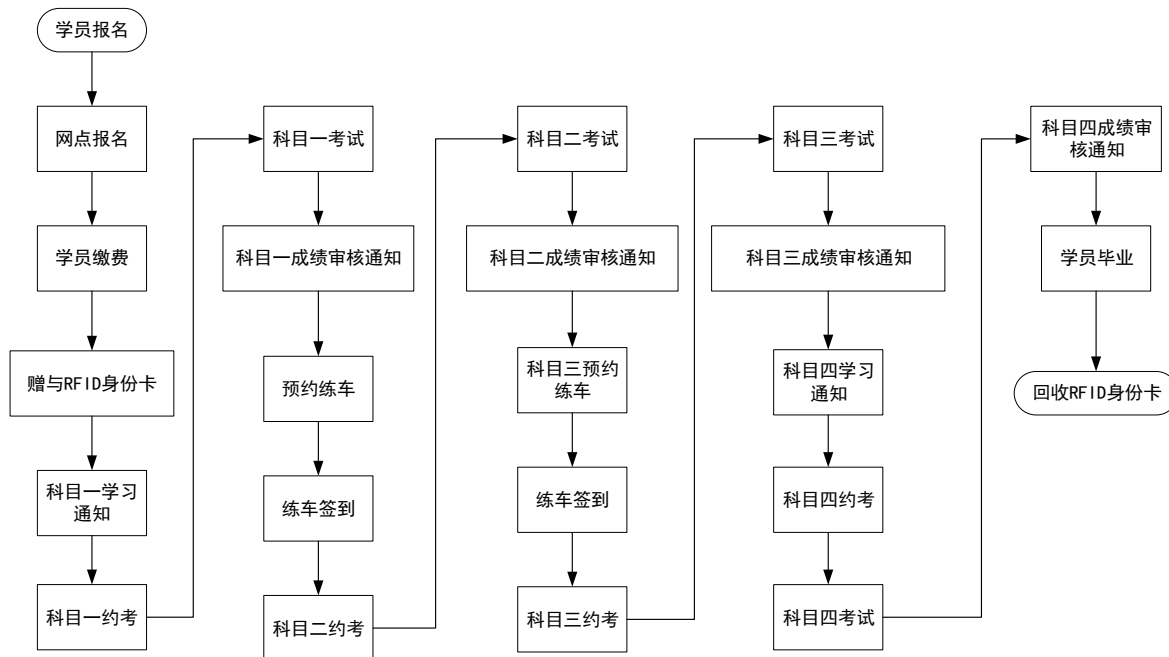 学员报名
网点报名
学员缴费
赠与RFID身份卡
科目一学习
通知
科目一约考
科目一考试
科目一成绩审核通知
预约练车
练车签到
科目二约考
科目二考试
科目二成绩审核通知
科目三预约
练车
练车签到
科目三约考
科目三考试
科目三成绩审核通知
科目四学习
通知
科目四约考
科目四考试
科目四成绩审
核通知
学员毕业
回收RFID身份卡